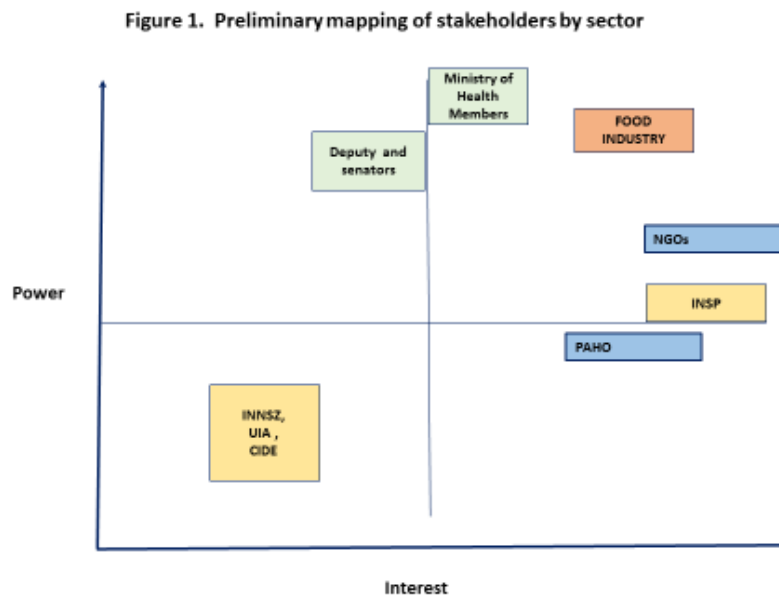 Figure 1. Preliminary mapping of stakeholders by sector
Ministry of
Health
Members
FOOD
INDUSTRY
Deputy and
senators
NGOs
Power
INSP
PAHO
INNSZ,
UIA ,
CIDE
Interest